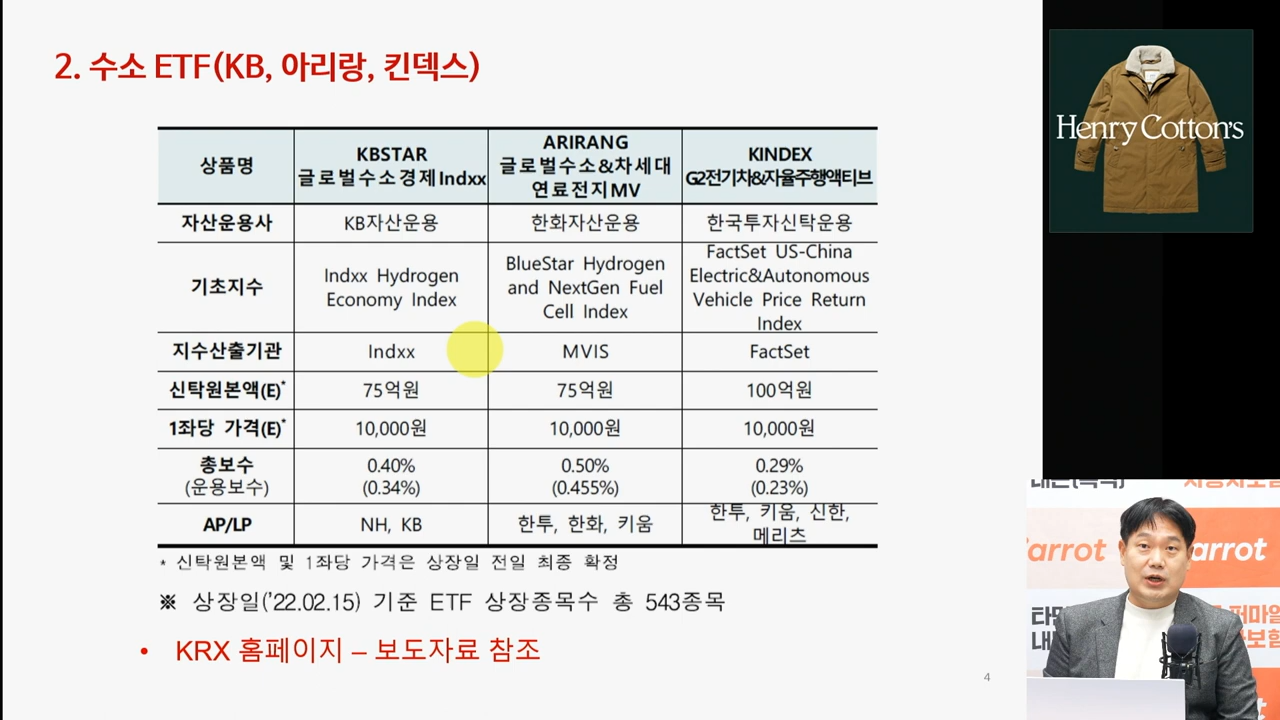 2. 수소 ETF(KB, 아리랑, 킨덱스)
상품명
KBSTAR
글로벌수소경제Indxx
ARIRANG
글로벌수소&차세대
연료전지MV
KINDEX
G2전기차&자율주행액티브
자산운용사
KB자산운용
한화자산운용
한국투자신탁운용
기초지수
Indxx Hydrogen
Economy Index
BlueStar Hydrogen
and NextGen Fuel
Cell Index
FactSet US-China
Electric&Autonomous
Vehicle Price Return
Index
지수산출기관
Indxx
MVIS
FactSet
신탁원본액(E)*
75억원
75억원
100억원
1좌당 가격(E)*
10,000원
10,000원
10,000원
총보수
(운용보수)
0.40%
(0.34%)
0.50%
(0.455%)
0.29%
(0.23%)
AP/LP
NH, KB
한투, 한화, 키움
한투, 키움, 신한,
메리츠
* 신탁원본액 및 1좌당 가격은 상장일 전일 최종 확정
※ 상장일('22.02.15) 기준 ETF 상장종목수 총 543종목
• KRX 홈페이지 – 보도자료 참조
4
Henry Cotton's
arrot
arrot
퍼마일